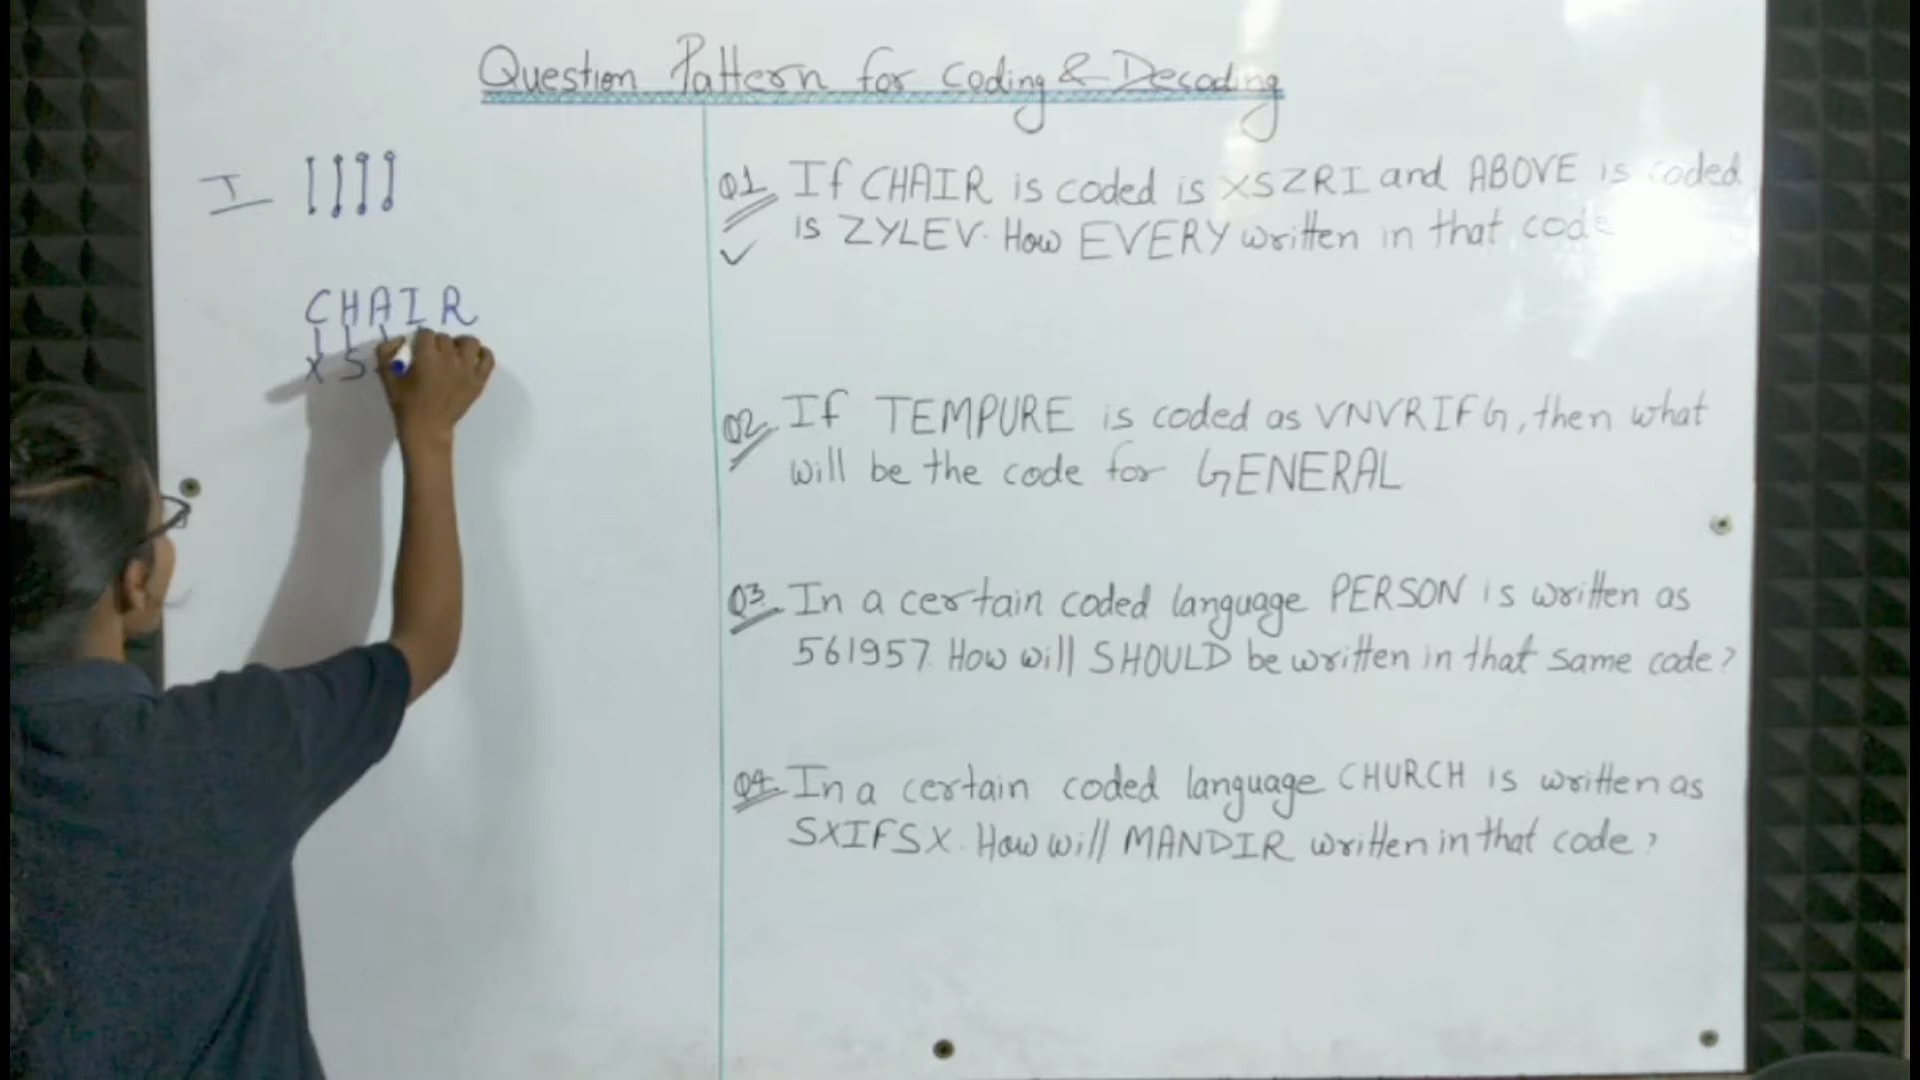 Question Pattern for Coding & Decoding
I
CHAIR
XS
Q1 If CHAIR is coded is XSZRI and ABOVE is coded
is ZYLEV. How EVERY written in that code
Q2. If TEMPURE is coded as VNVRIFG, then what
will be the code for GENERAL
Q3. In a certain coded language PERSON is written as
561957. How will SHOULD be written in that same code?
Q4. In a certain coded language CHURCH is written as
SXIFSX. How will MANDIR written in that code?